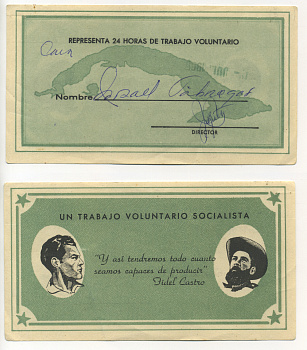 REPRESENTA 24 HORAS DE TRABAJO VOLUNTARIO
Nombre
DIRECTOR
UN TRABAJO VOLUNTARIO SOCIALISTA
"Y así tendremos todo cuanto
seamos capaces de producir"
Fidel Castro